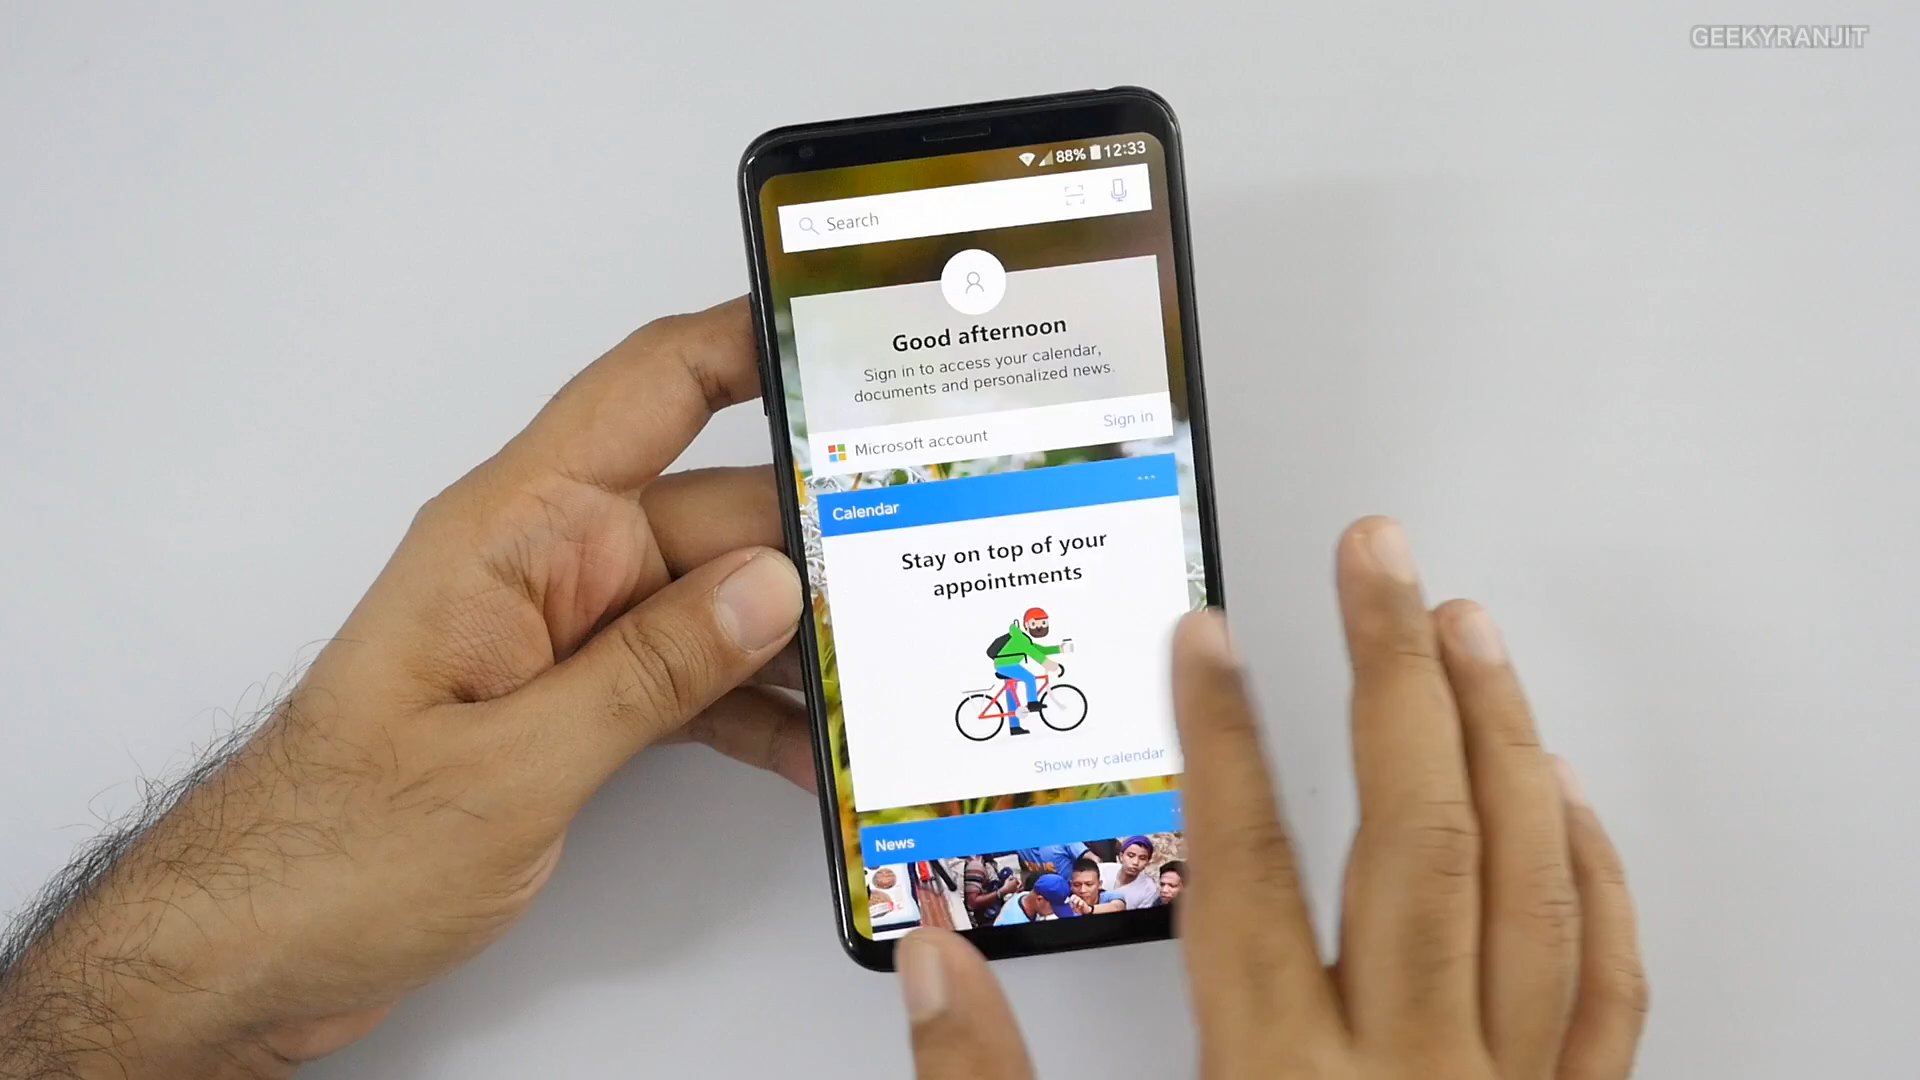 GEEKYRANJIT
88% 12:33
Search
Good afternoon
Sign in to access your calendar,
documents and personalized news.
Microsoft account
Sign in
Calendar
Stay on top of your
appointments
Show my calendar
News